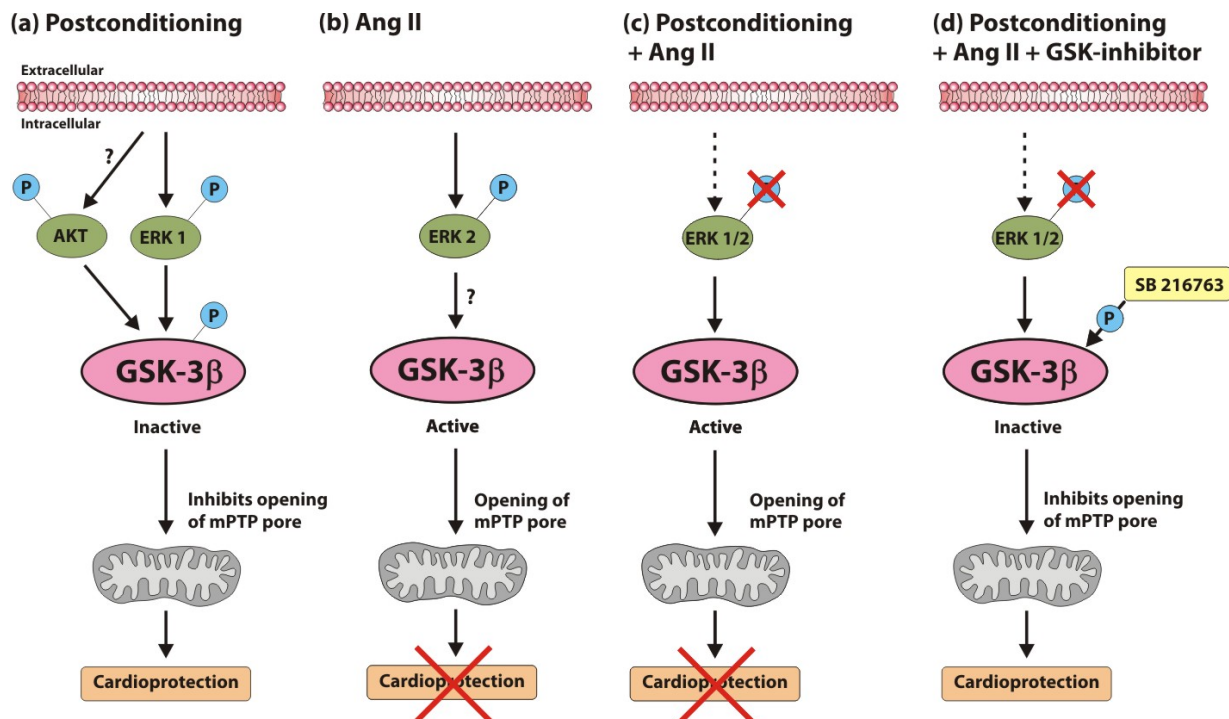 (a) Postconditioning
Extracellular
Intracellular
?
P
P
AKT
ERK 1
P
GSK-3β
Inactive
Inhibits opening
of mPTP pore
Cardioprotection
(b) Ang II
P
ERK 2
?
GSK-3β
Active
Opening of
mPTP pore
Cardioprotection
(c) Postconditioning
+ Ang II
ERK 1/2
GSK-3β
Active
Opening of
mPTP pore
Cardioprotection
(d) Postconditioning
+ Ang II + GSK-inhibitor
ERK 1/2
SB 216763
P
GSK-3β
Inactive
Inhibits opening
of mPTP pore
Cardioprotection